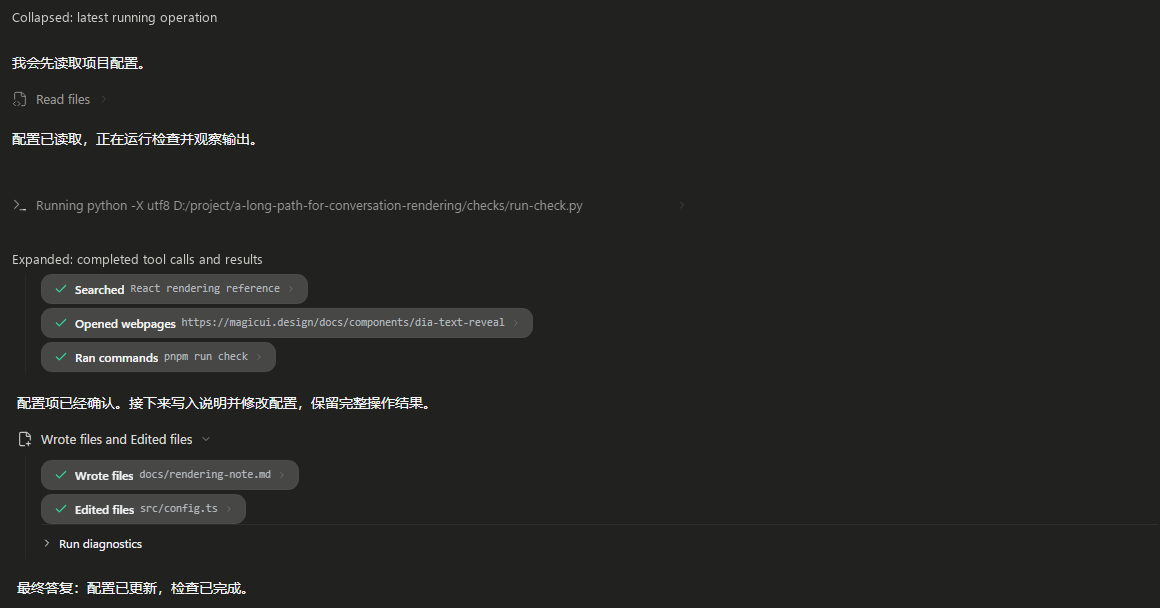 Collapsed: latest running operation
我会先读取项目配置。
Read files
配置已读取，正在运行检查并观察输出。
Running python -X utf8 D:/project/a-long-path-for-conversation-rendering/checks/run-check.py
Expanded: completed tool calls and results
Searched React rendering reference
Opened webpages https://magicui.design/docs/components/dia-text-reveal
Ran commands pnpm run check
配置项已经确认。接下来写入说明并修改配置，保留完整操作结果。
Wrote files and Edited files
Wrote files docs/rendering-note.md
Edited files src/config.ts
Run diagnostics
最终答复：配置已更新，检查已完成。